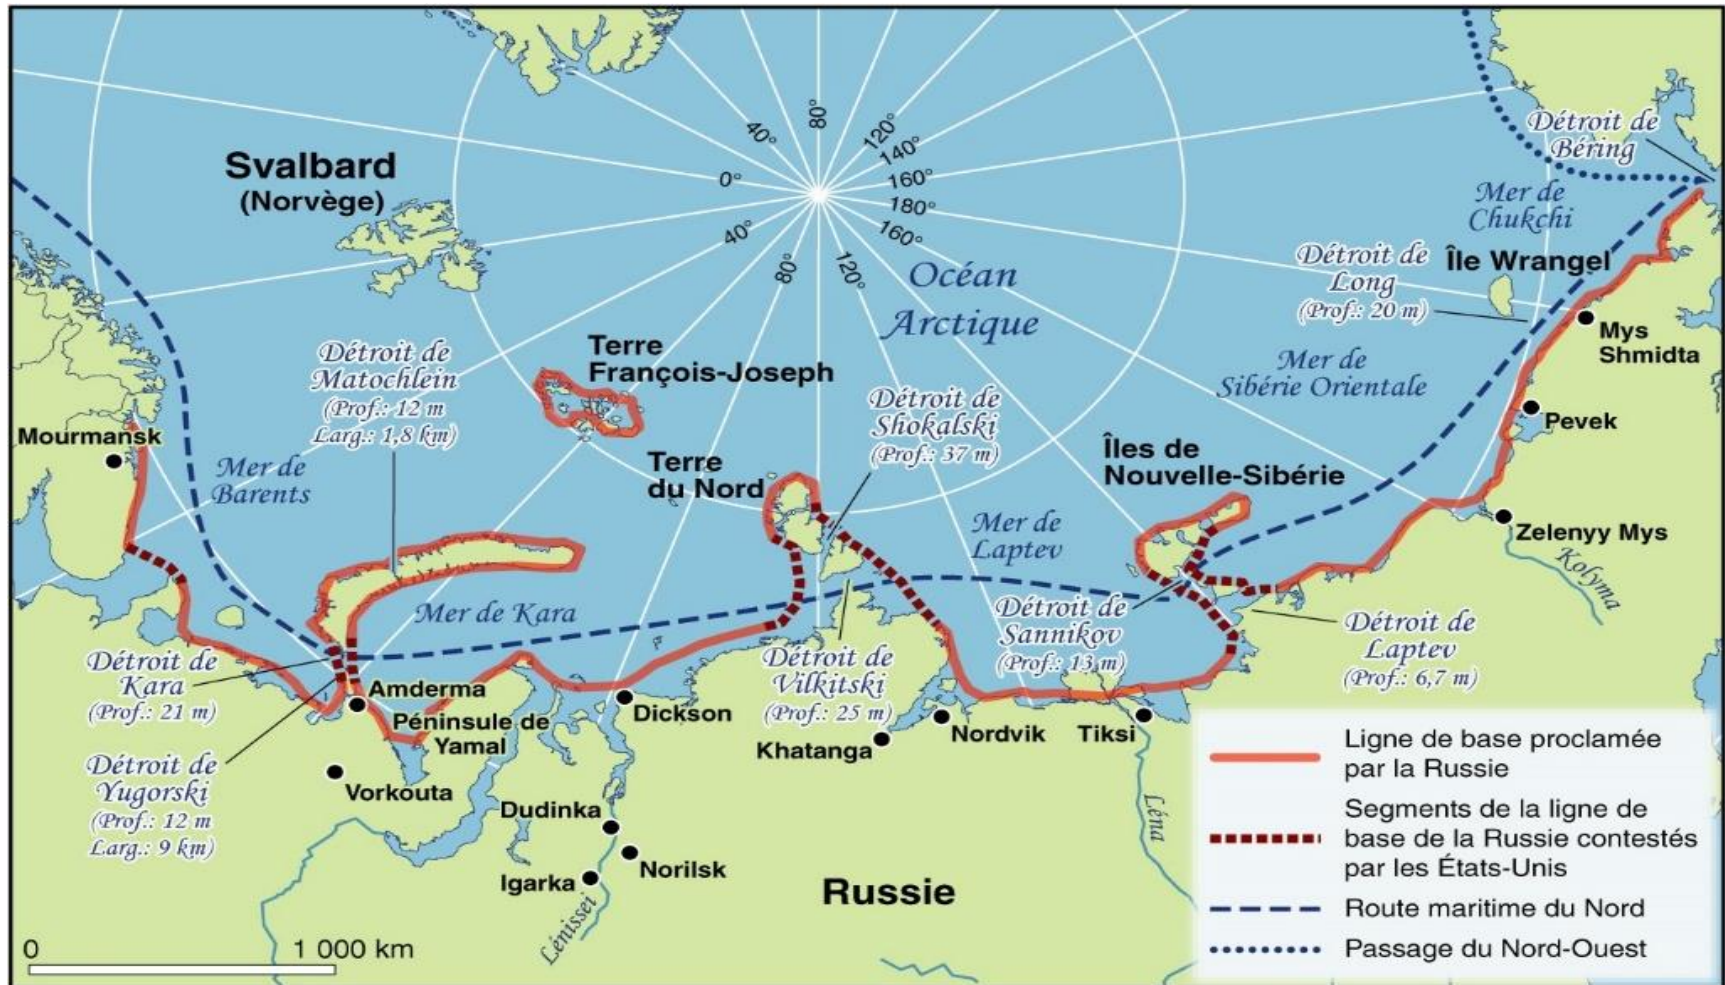 80°
40°
120°
140°
0°
160°
180°
40°
160°
80°
120°
Svalbard
(Norvège)
Détroit de
Béring
Mer de
Chukchi
Océan
Arctique
Détroit de
Long
(Prof.: 20 m)
Île Wrangel
Mys
Shmidta
Mer de
Sibérie Orientale
Pevek
Terre
François-Joseph
Détroit de
Matochlein
(Prof.: 12 m
Larg.: 1,8 km)
Mourmansk
Mer de
Barents
Détroit de
Shokalski
(Prof.: 37 m)
Terre
du Nord
Îles de
Nouvelle-Sibérie
Mer de
Laptev
Zelenyy Mys
Kolyma
Mer de Kara
Détroit de
Kara
(Prof.: 21 m)
Amderma
Péninsule de
Yamal
Détroit de
Yugorski
(Prof.: 12 m
Larg.: 9 km)
Vorkouta
Dickson
Détroit de
Vilkitski
(Prof.: 25 m)
Khatanga
Nordvik
Détroit de
Sannikov
(Prof.: 13 m)
Tiksi
Détroit de
Laptev
(Prof.: 6,7 m)
Dudinka
Norilsk
Igarka
Lénissei
Léna
Russie
0 1 000 km
Ligne de base proclamée
par la Russie
Segments de la ligne de
base de la Russie contestés
par les États-Unis
Route maritime du Nord
Passage du Nord-Ouest